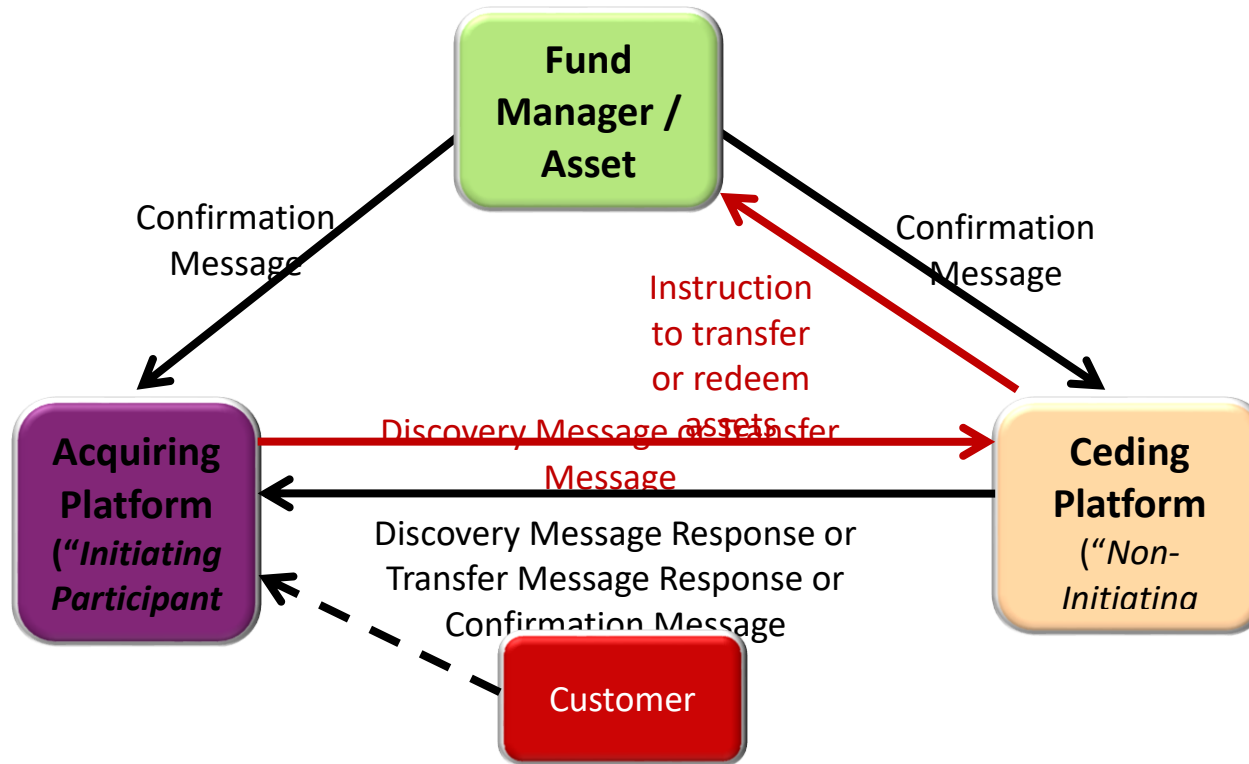 Fund
Manager /
Asset
Confirmation
Message
Confirmation
Message
Instruction
to transfer
or redeem
assets
Discovery Message or Transfer
Message
Acquiring
Platform
(“Initiating
Participant
Ceding
Platform
(“Non-
Initiating
Discovery Message Response or
Transfer Message Response or
Confirmation Message
Customer